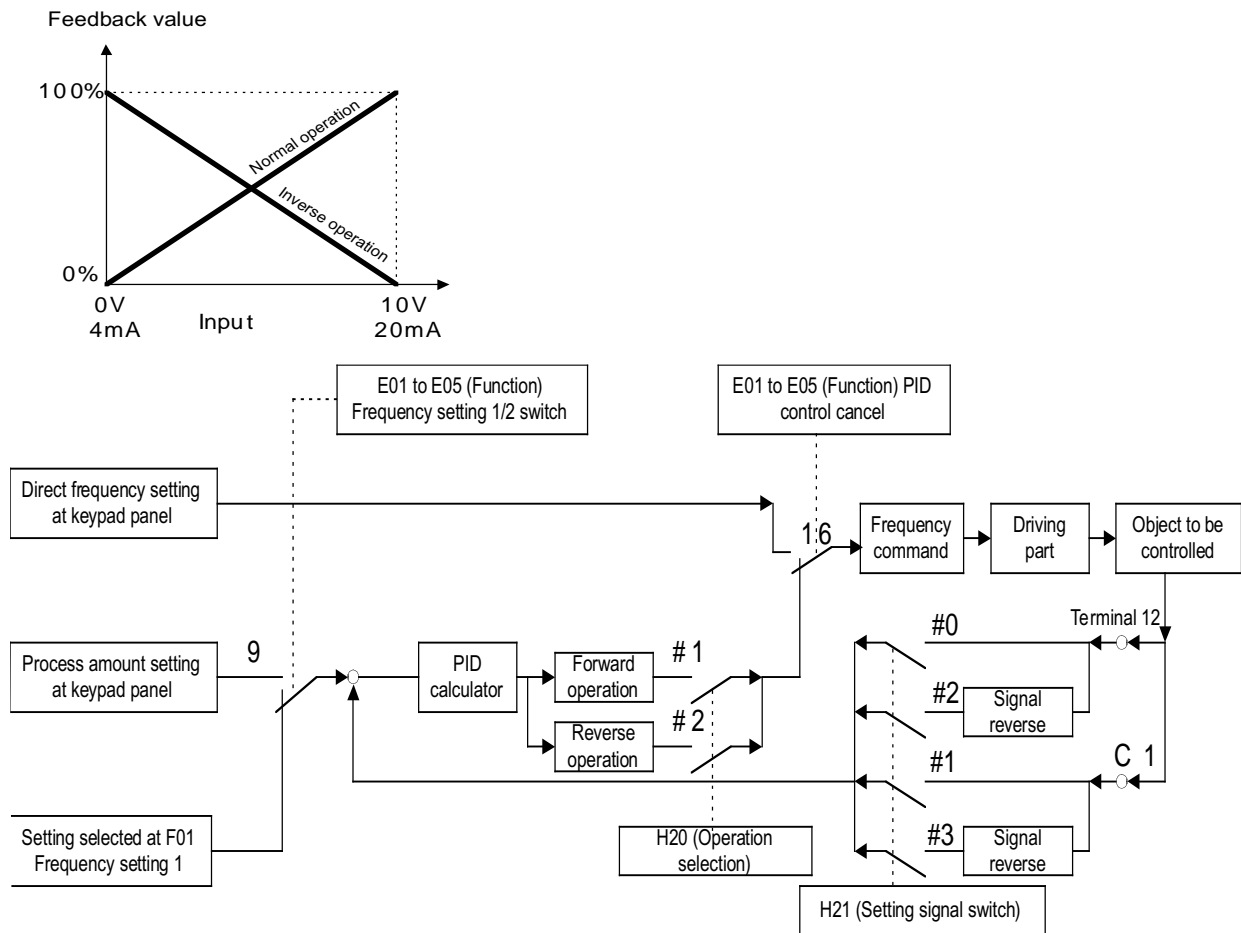 Feedback value
100%
Normal operation
Inverse operation
0%
0V
4mA
Input
10V
20mA
E01 to E05 (Function)
Frequency setting 1/2 switch
E01 to E05 (Function) PID
control cancel
Direct frequency setting
at keypad panel
16
Frequency
command
Driving
part
Object to be
controlled
Terminal 12
#0
Process amount setting
at keypad panel
9
PID
calculator
Forward
operation
#1
#2
Signal
reverse
Reverse
operation
#2
#1
C 1
Setting selected at F01
Frequency setting 1
H20 (Operation
selection)
#3
Signal
reverse
H21 (Setting signal switch)